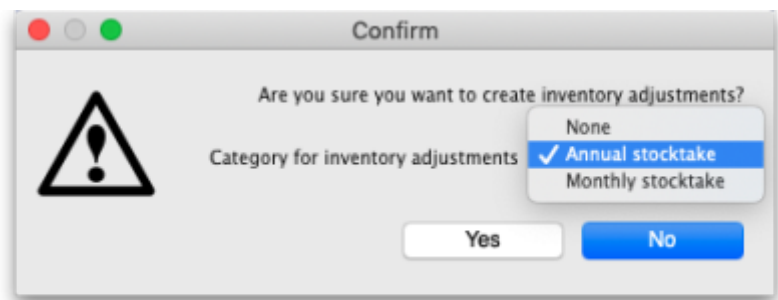 Confirm
Are you sure you want to create inventory adjustments?
None
Category for inventory adjustments ✓ Annual stocktake
Monthly stocktake
Yes No